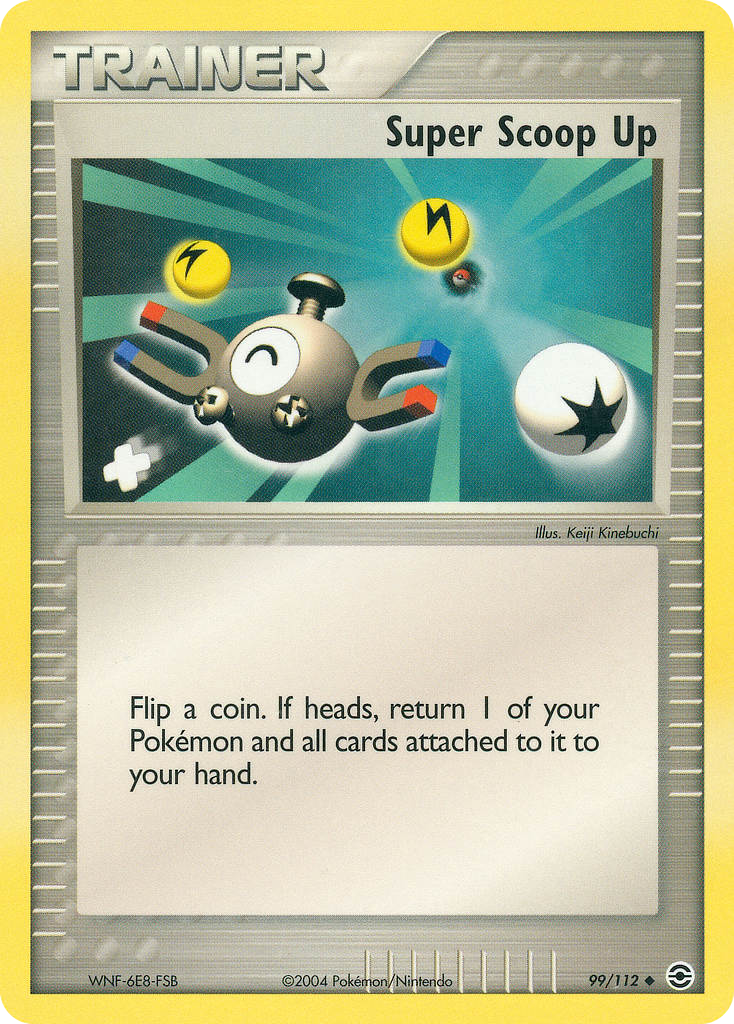 TRAINER
Super Scoop Up
Illus. Keiji Kinebuchi
Flip a coin. If heads, return 1 of your
Pokémon and all cards attached to it to
your hand.
WNF-6E8-FSB
©2004 Pokémon/Nintendo
99/112 ◆